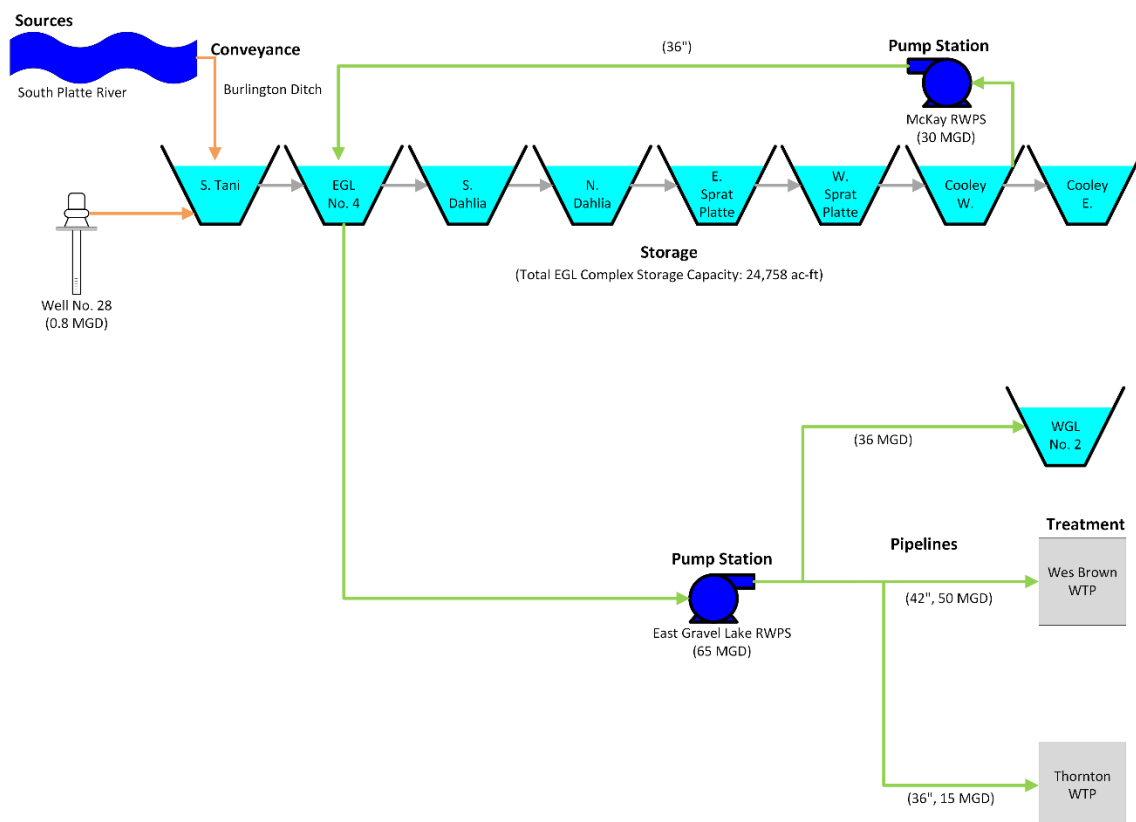 Sources
South Platte River
Conveyance
Burlington Ditch
(36")
Pump Station
McKay RWPS
(30 MGD)
S. Tani
EGL
No. 4
S.
Dahlia
N.
Dahlia
E.
Sprat
Platte
W.
Sprat
Platte
Cooley
W.
Cooley
E.
Storage
(Total EGL Complex Storage Capacity: 24,758 ac-ft)
Well No. 28
(0.8 MGD)
WGL
No. 2
(36 MGD)
Pump Station
East Gravel Lake RWPS
(65 MGD)
Pipelines
(42", 50 MGD)
Treatment
Wes Brown
WTP
(36", 15 MGD)
Thornton
WTP